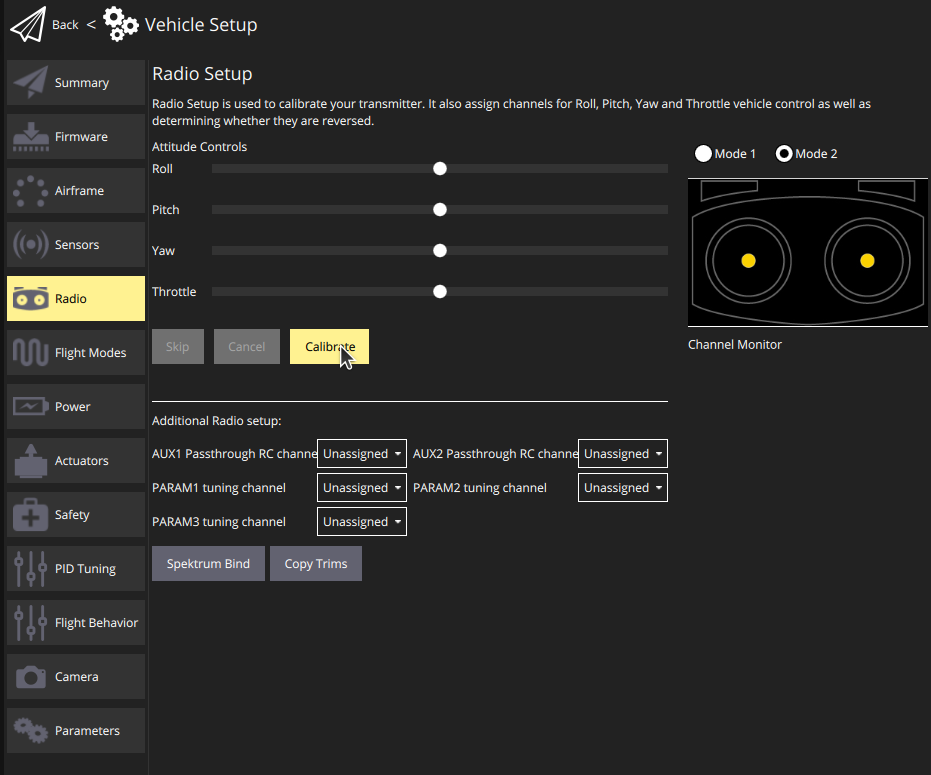 Back < Vehicle Setup
Summary
Firmware
Airframe
Sensors
Radio
Flight Modes
Power
Actuators
Safety
PID Tuning
Flight Behavior
Camera
Parameters
Radio Setup
Radio Setup is used to calibrate your transmitter. It also assign channels for Roll, Pitch, Yaw and Throttle vehicle control as well as
determining whether they are reversed.
Attitude Controls
Roll
Pitch
Yaw
Throttle
Skip Cancel Calibrate
Mode 1 Mode 2
Channel Monitor
Additional Radio setup:
AUX1 Passthrough RC channe Unassigned AUX2 Passthrough RC channe Unassigned
PARAM1 tuning channel Unassigned PARAM2 tuning channel Unassigned
PARAM3 tuning channel Unassigned
Spektrum Bind Copy Trims